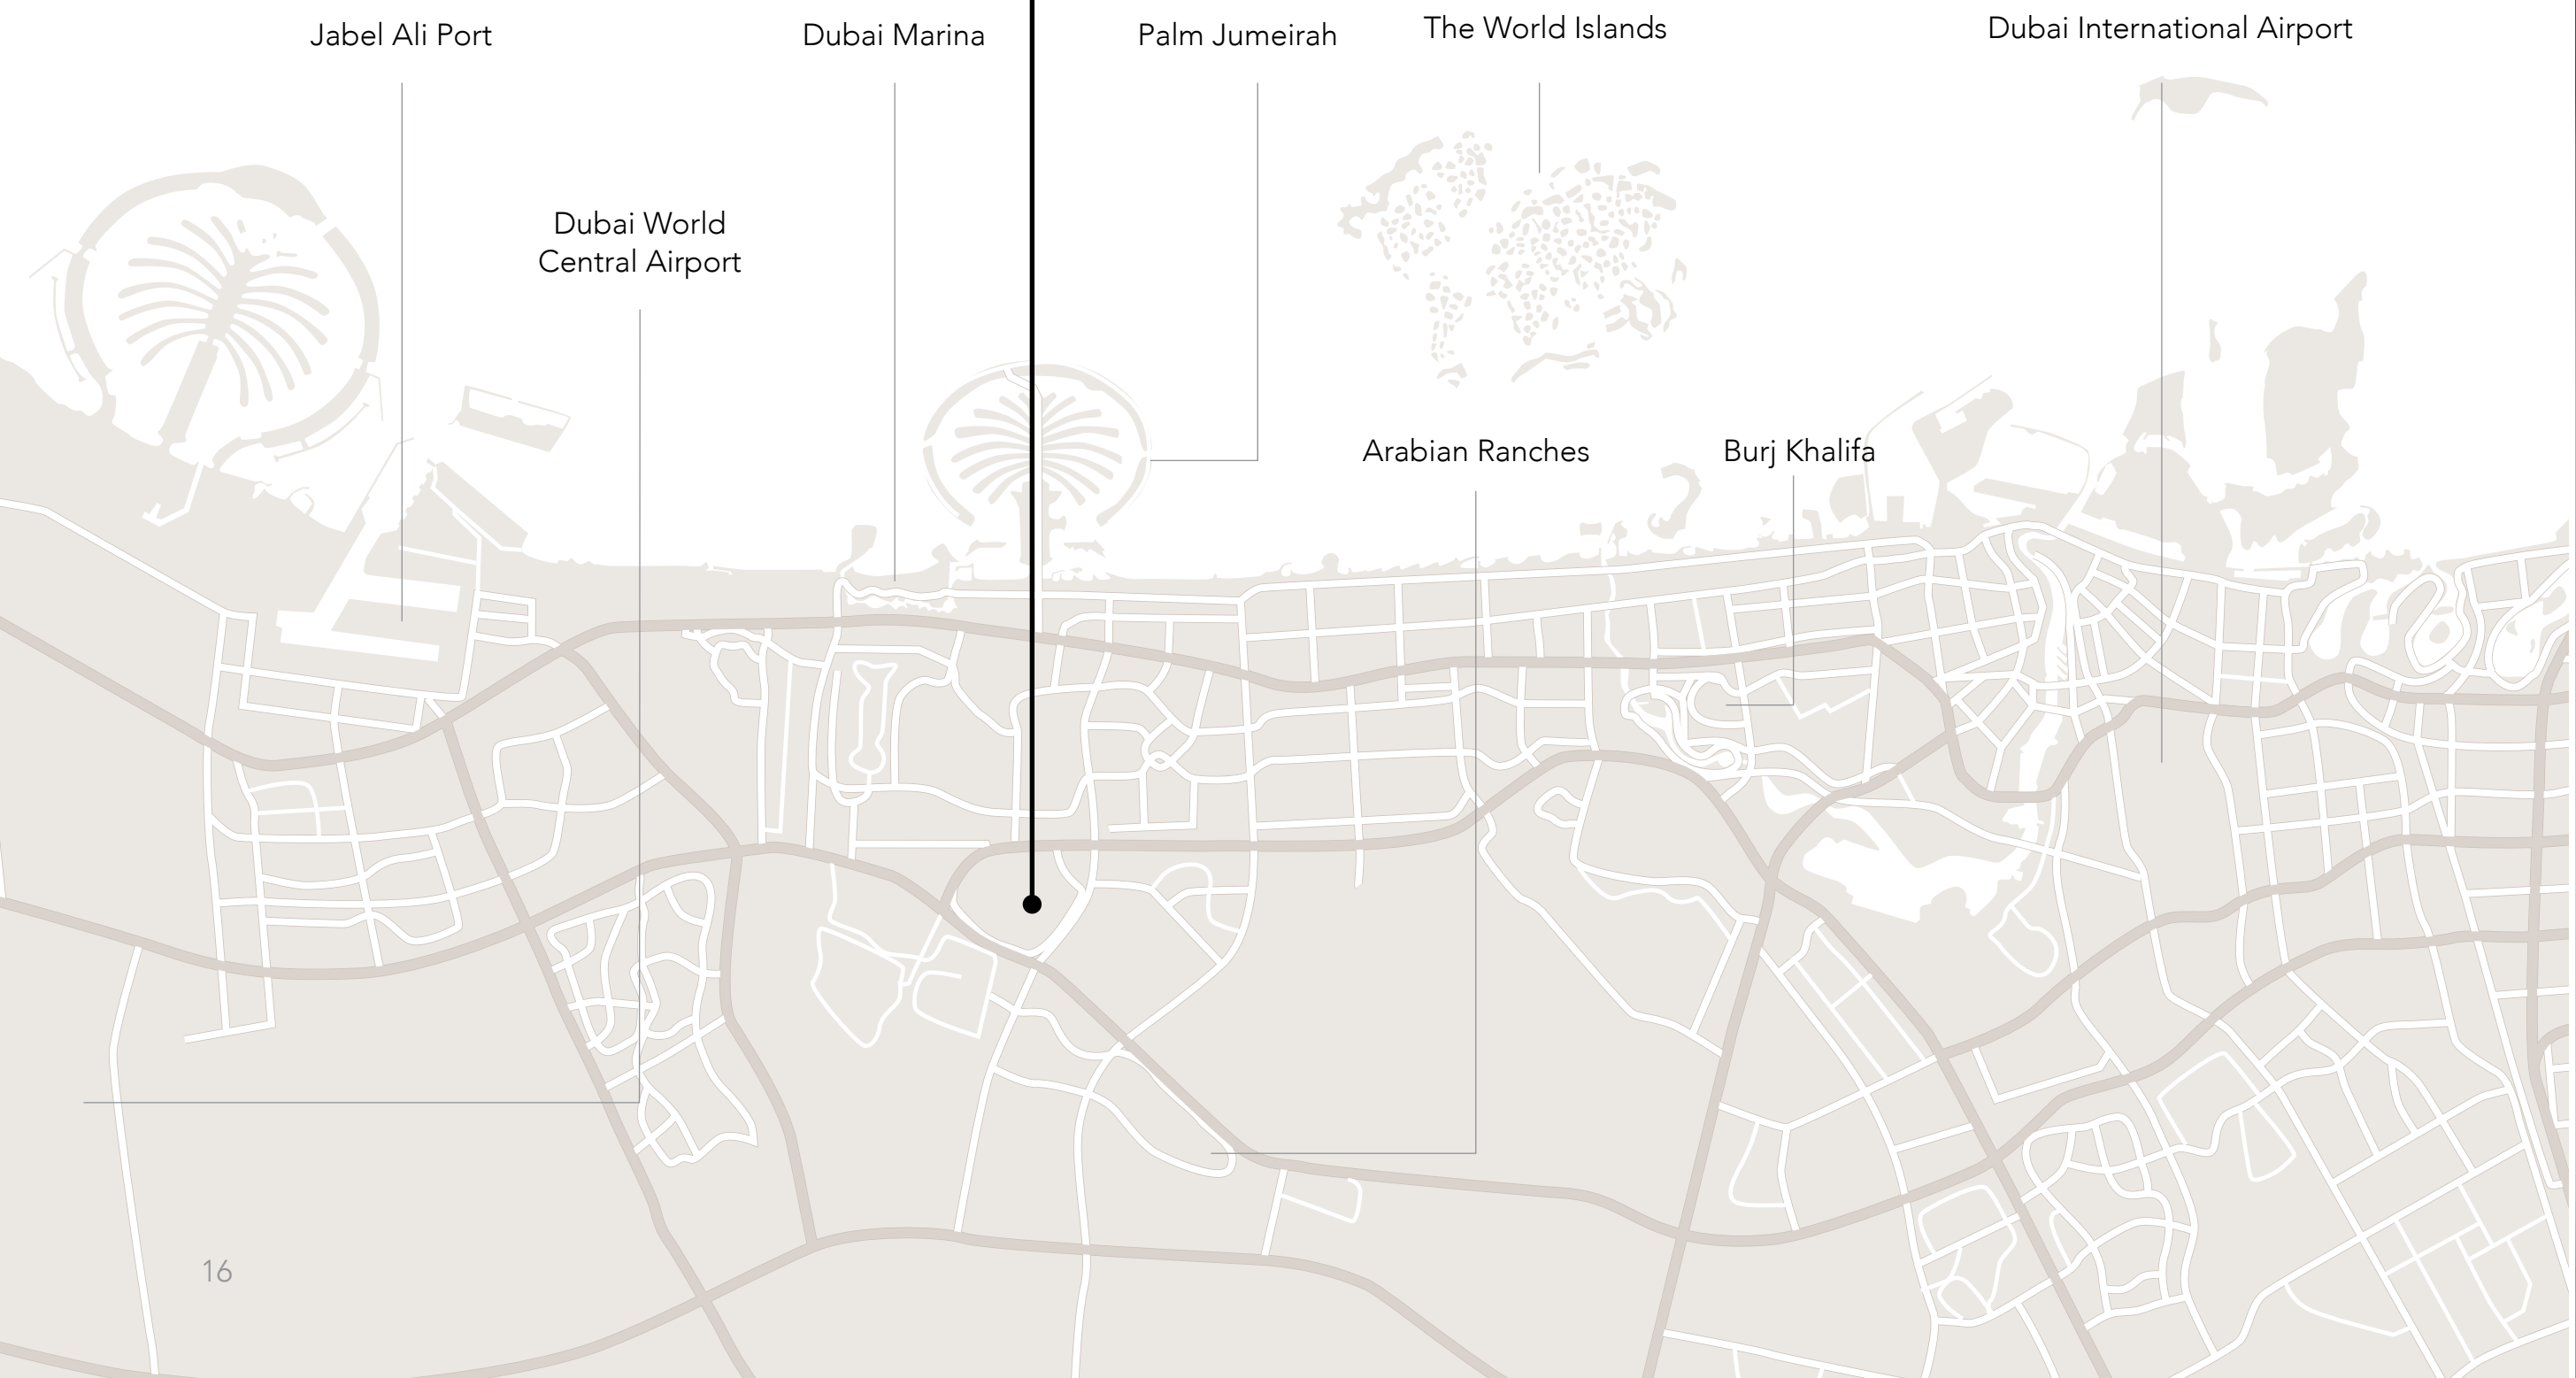 Jabel Ali Port
Dubai Marina
Palm Jumeirah
The World Islands
Dubai International Airport
Dubai World
Central Airport
Arabian Ranches
Burj Khalifa
16